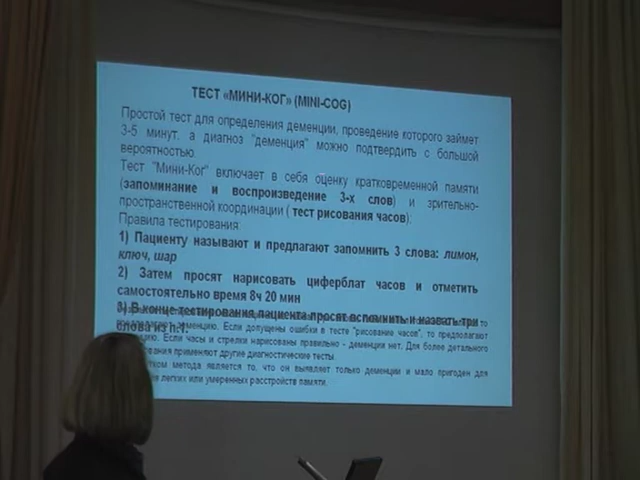 ТЕСТ «МИНИ-КОГ» (MINI-COG)
Простой тест для определения деменции, проведение которого займет
3-5 минут, а диагноз "деменция" можно подтвердить с большой
вероятностью.
Тест "Мини-Ког" включает в себя оценку кратковременной памяти
(запоминание и воспроизведение 3-х слов) и зрительно-
пространственной координации ( тест рисования часов).
Правила тестирования:
1) Пациенту называют и предлагают запомнить 3 слова: лимон,
ключ, шар
2) Затем просят нарисовать циферблат часов и отметить
самостоятельно время 8ч 20 мин
3) В конце тестирования пациента просят вспомнить и назвать три
слова из п.1.
деменцию. Если допущены ошибки в тесте "рисование часов", то предполагают
Если часы и стрелки нарисованы правильно - деменции нет. Для более детального
применяют другие диагностические тесты.
метода является то, что он выявляет только деменции и мало пригоден для
легких или умеренных расстройств памяти.